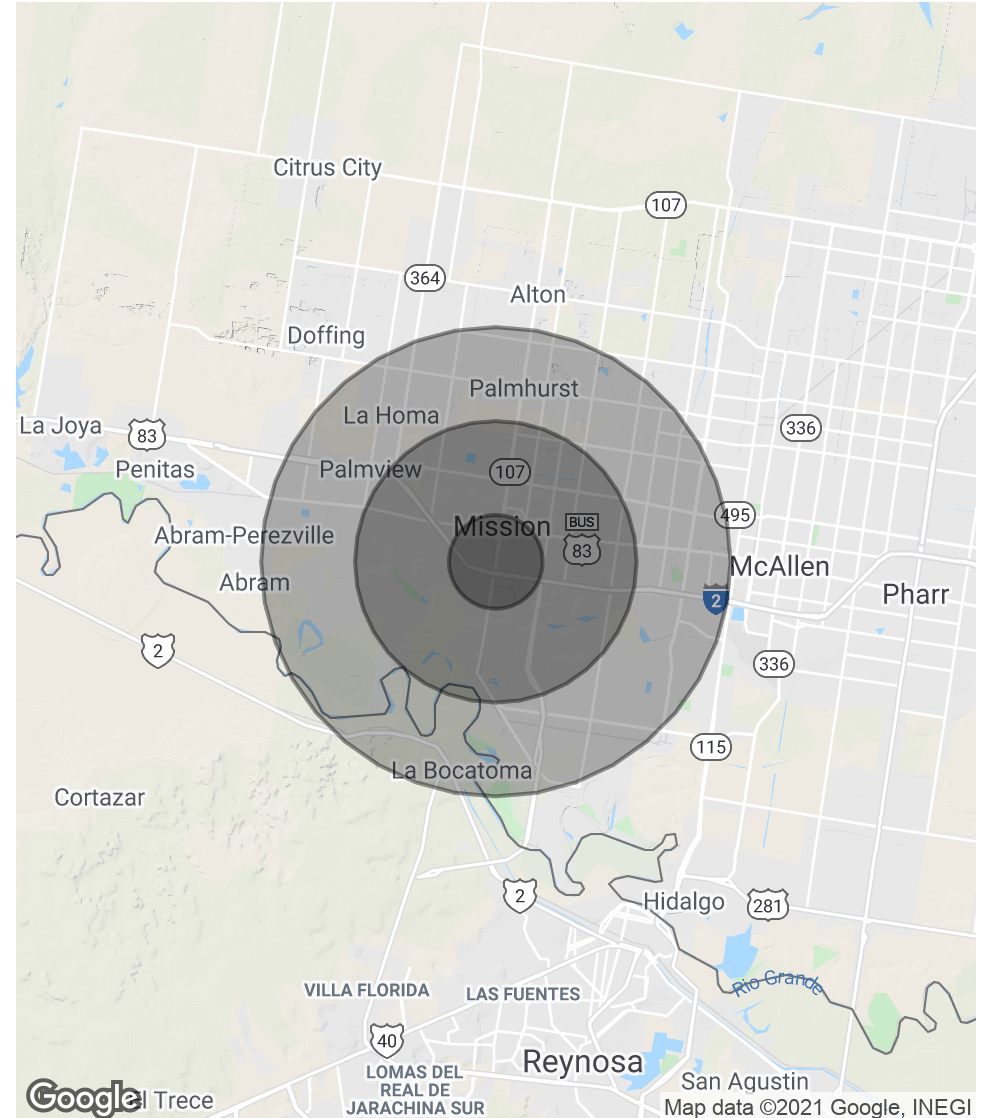 Citrus City
107
364
Alton
Doffing
Palmhurst
La Homa
La Joya
83
336
Penitas
Palmview
107
495
Mission
BUS
83
Abram-Perezville
McAllen
Abram
2
Pharr
2
336
115
La Bocatoma
Cortazar
2
Hidalgo
281
Rio Grande
VILLA FLORIDA
LAS FUENTES
40
Reynosa
LOMAS DEL
REAL DE
JARACHINA SUR
San Agustin
Google
El Trece
Map data ©2021 Google, INEGI